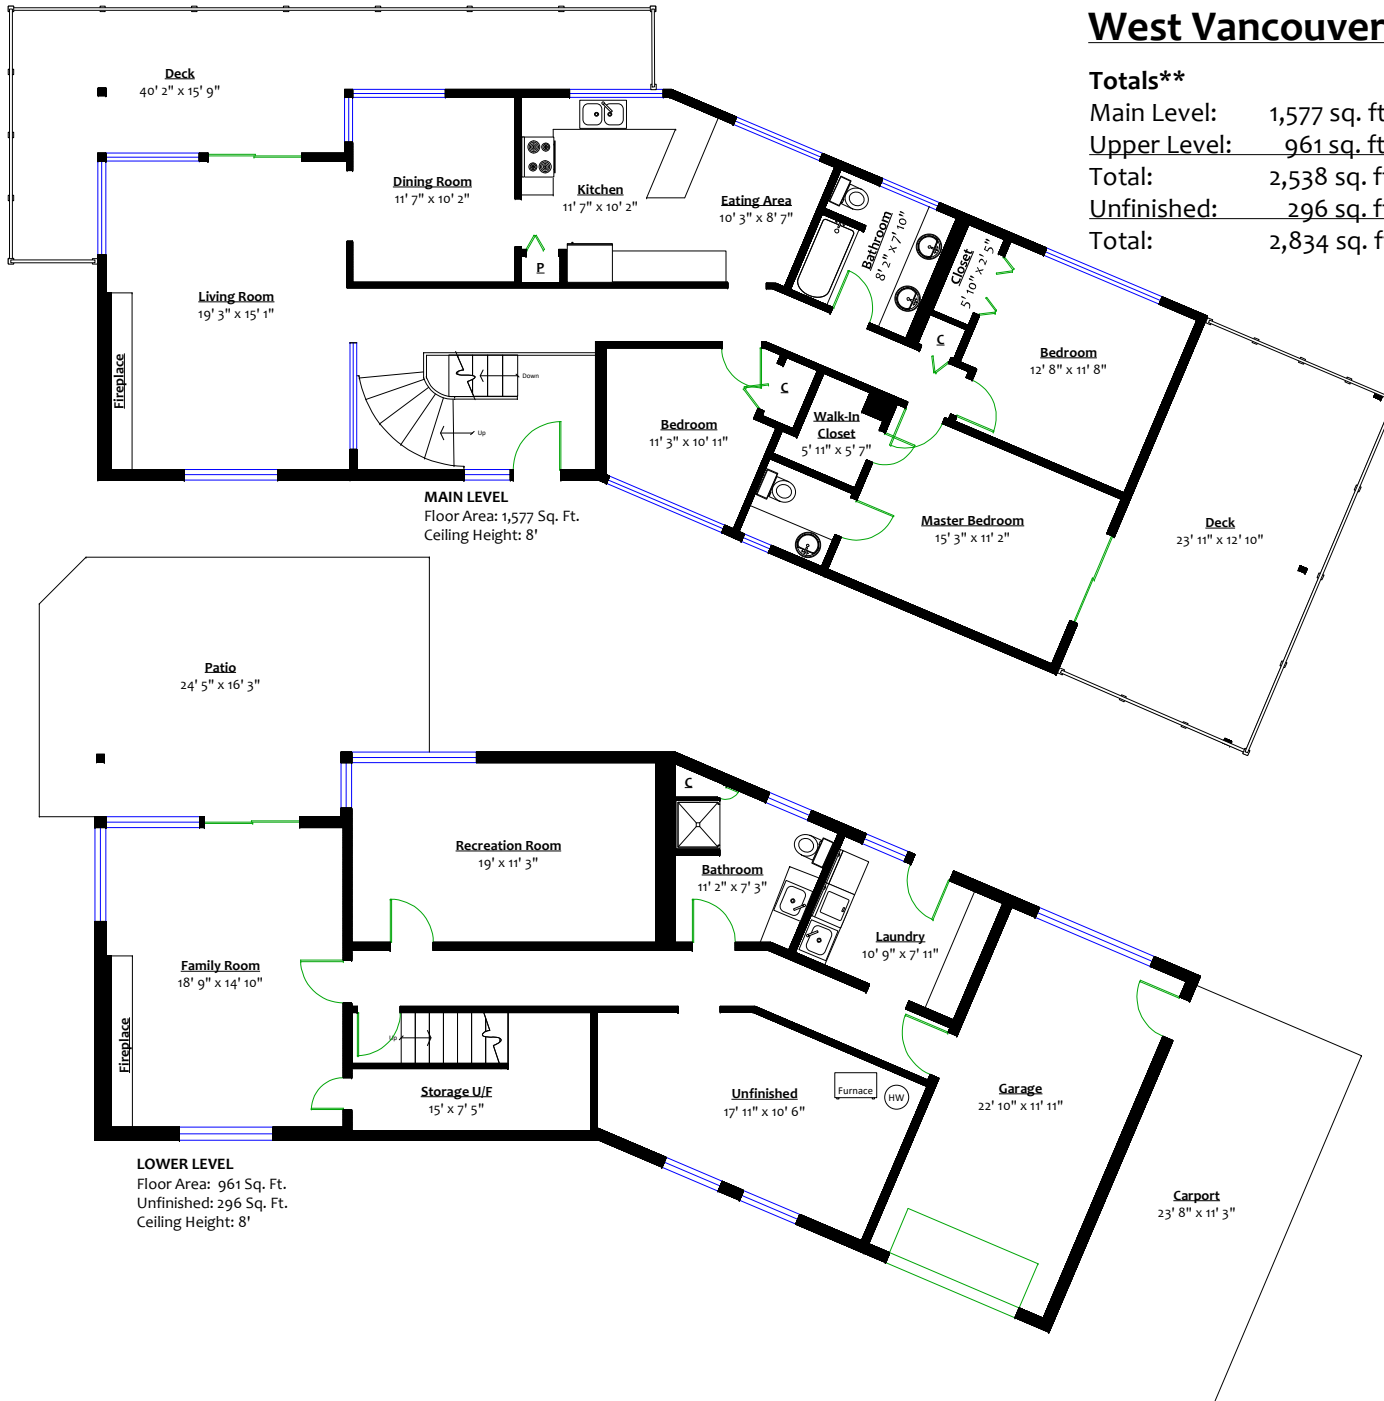 West Vancouver
Totals**
Main Level: 1,577 sq. ft
Upper Level: 961 sq. ft
Total: 2,538 sq. f
Unfinished: 296 sq. f
Total: 2,834 sq. f
Deck
40' 2" x 15' 9"
Dining Room
11' 7" x 10' 2"
Kitchen
11' 7" x 10' 2"
Eating Area
10' 3" x 8' 7"
Bathroom
8' 2" x 7' 10"
Closet
5' 10" x 2' 5"
P
Living Room
19' 3" x 15' 1"
Fireplace
Down
Up
C
Bedroom
12' 8" x 11' 8"
C
Bedroom
11' 3" x 10' 11"
Walk-In
Closet
5' 11" x 5' 7"
Master Bedroom
15' 3" x 11' 2"
Deck
23' 11" x 12' 10"
MAIN LEVEL
Floor Area: 1,577 Sq. Ft.
Ceiling Height: 8'
Patio
24' 5" x 16' 3"
Recreation Room
19' x 11' 3"
C
Bathroom
11' 2" x 7' 3"
Laundry
10' 9" x 7' 11"
Family Room
18' 9" x 14' 10"
Fireplace
Up
Storage U/F
15' x 7' 5"
Unfinished
17' 11" x 10' 6"
Furnace
HW
Garage
22' 10" x 11' 11"
Carport
23' 8" x 11' 3"
LOWER LEVEL
Floor Area: 961 Sq. Ft.
Unfinished: 296 Sq. Ft.
Ceiling Height: 8'